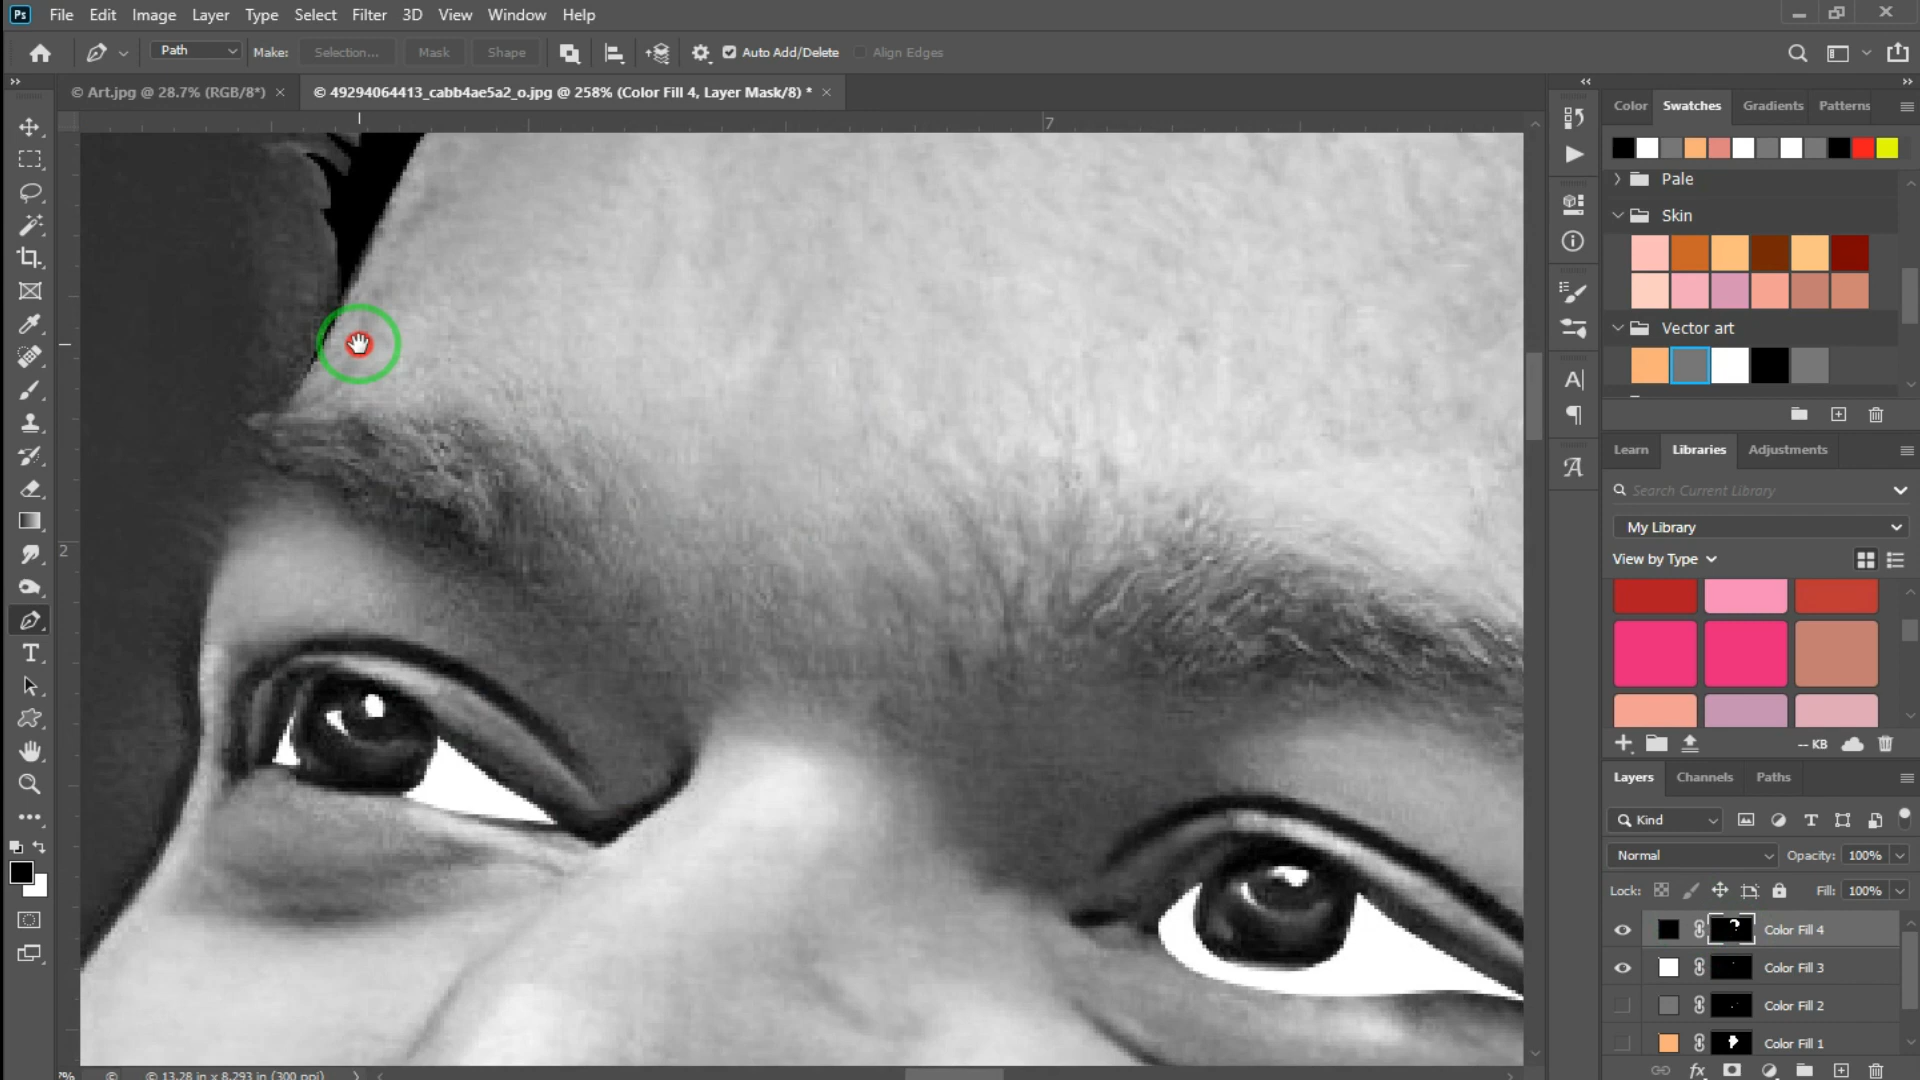 Ps File Edit Image Layer Type Select Filter 3D View Window Help
Path Make: Selection... Mask Shape Auto Add/Delete Align Edges
© Art.jpg @ 28.7% (RGB/8*) × © 49294064413_cabb4ae5a2_o.jpg @ 258% (Color Fill 4, Layer Mask/8) * ×
Color Swatches Gradients Patterns
7
Pale
Skin
Vector art
2
Learn Libraries Adjustments
Search Current Library
My Library
View by Type
-- KB
Layers Channels Paths
Kind
Normal Opacity: 100%
Lock: Fill: 100%
Color Fill 4
Color Fill 3
Color Fill 2
Color Fill 1
© 13.28 in x 8.293 in (300 ppi)